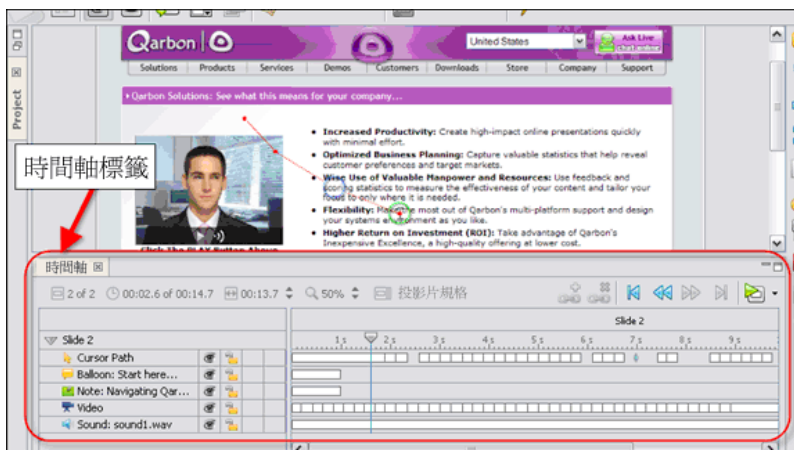 Qarbon
United States
Ask Live
chat online
Solutions Products Services Demos Customers Downloads Store Company Support
Qarbon Solutions: See what this means for your company...
Project
• Increased Productivity: Create high-impact online presentations quickly
with minimal effort.
• Optimized Business Planning: Capture valuable statistics that help reveal
customer preferences and target markets.
• Wise Use of Valuable Manpower and Resources: Use feedback and
scoring statistics to measure the effectiveness of your content and tailor your
focus to only where it is needed.
• Flexibility: Make the most out of Qarbon's multi-platform support and design
your systems environment as you like.
• Higher Return on Investment (ROI): Take advantage of Qarbon's
Inexpensive Excellence, a high-quality offering at lower cost.
時間軸標籤
Click The PLAY Button Above
時間軸
2 of 2 00:02.6 of 00:14.7 00:13.7 50% 投影片規格
Slide 2
Slide 2 1s 2s 3s 4s 5s 6s 7s 8s 9s
Cursor Path
Balloon: Start here...
Note: Navigating Qar...
Video
Sound: sound1.wav